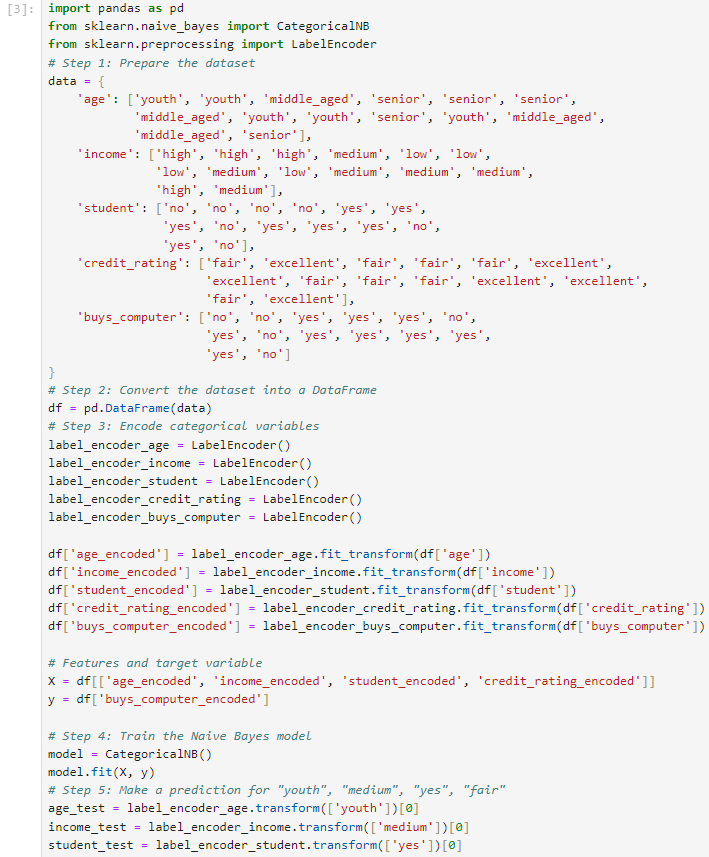 [3]: import pandas as pd
from sklearn.naive_bayes import CategoricalNB
from sklearn.preprocessing import LabelEncoder
# Step 1: Prepare the dataset
data = {
    'age': ['youth', 'youth', 'middle_aged', 'senior', 'senior', 'senior',
            'middle_aged', 'youth', 'youth', 'senior', 'youth', 'middle_aged',
            'middle_aged', 'senior'],
    'income': ['high', 'high', 'high', 'medium', 'low', 'low',
               'low', 'medium', 'low', 'medium', 'medium', 'medium',
               'high', 'medium'],
    'student': ['no', 'no', 'no', 'no', 'yes', 'yes',
                'yes', 'no', 'yes', 'yes', 'yes', 'no',
                'yes', 'no'],
    'credit_rating': ['fair', 'excellent', 'fair', 'fair', 'fair', 'excellent',
                      'excellent', 'fair', 'fair', 'fair', 'excellent', 'excellent',
                      'fair', 'excellent'],
    'buys_computer': ['no', 'no', 'yes', 'yes', 'yes', 'no',
                      'yes', 'no', 'yes', 'yes', 'yes', 'yes',
                      'yes', 'no']
}
# Step 2: Convert the dataset into a DataFrame
df = pd.DataFrame(data)
# Step 3: Encode categorical variables
label_encoder_age = LabelEncoder()
label_encoder_income = LabelEncoder()
label_encoder_student = LabelEncoder()
label_encoder_credit_rating = LabelEncoder()
label_encoder_buys_computer = LabelEncoder()

df['age_encoded'] = label_encoder_age.fit_transform(df['age'])
df['income_encoded'] = label_encoder_income.fit_transform(df['income'])
df['student_encoded'] = label_encoder_student.fit_transform(df['student'])
df['credit_rating_encoded'] = label_encoder_credit_rating.fit_transform(df['credit_rating'])
df['buys_computer_encoded'] = label_encoder_buys_computer.fit_transform(df['buys_computer'])

# Features and target variable
X = df[['age_encoded', 'income_encoded', 'student_encoded', 'credit_rating_encoded']]
y = df['buys_computer_encoded']

# Step 4: Train the Naive Bayes model
model = CategoricalNB()
model.fit(X, y)
# Step 5: Make a prediction for "youth", "medium", "yes", "fair"
age_test = label_encoder_age.transform(['youth'])[0]
income_test = label_encoder_income.transform(['medium'])[0]
student_test = label_encoder_student.transform(['yes'])[0]